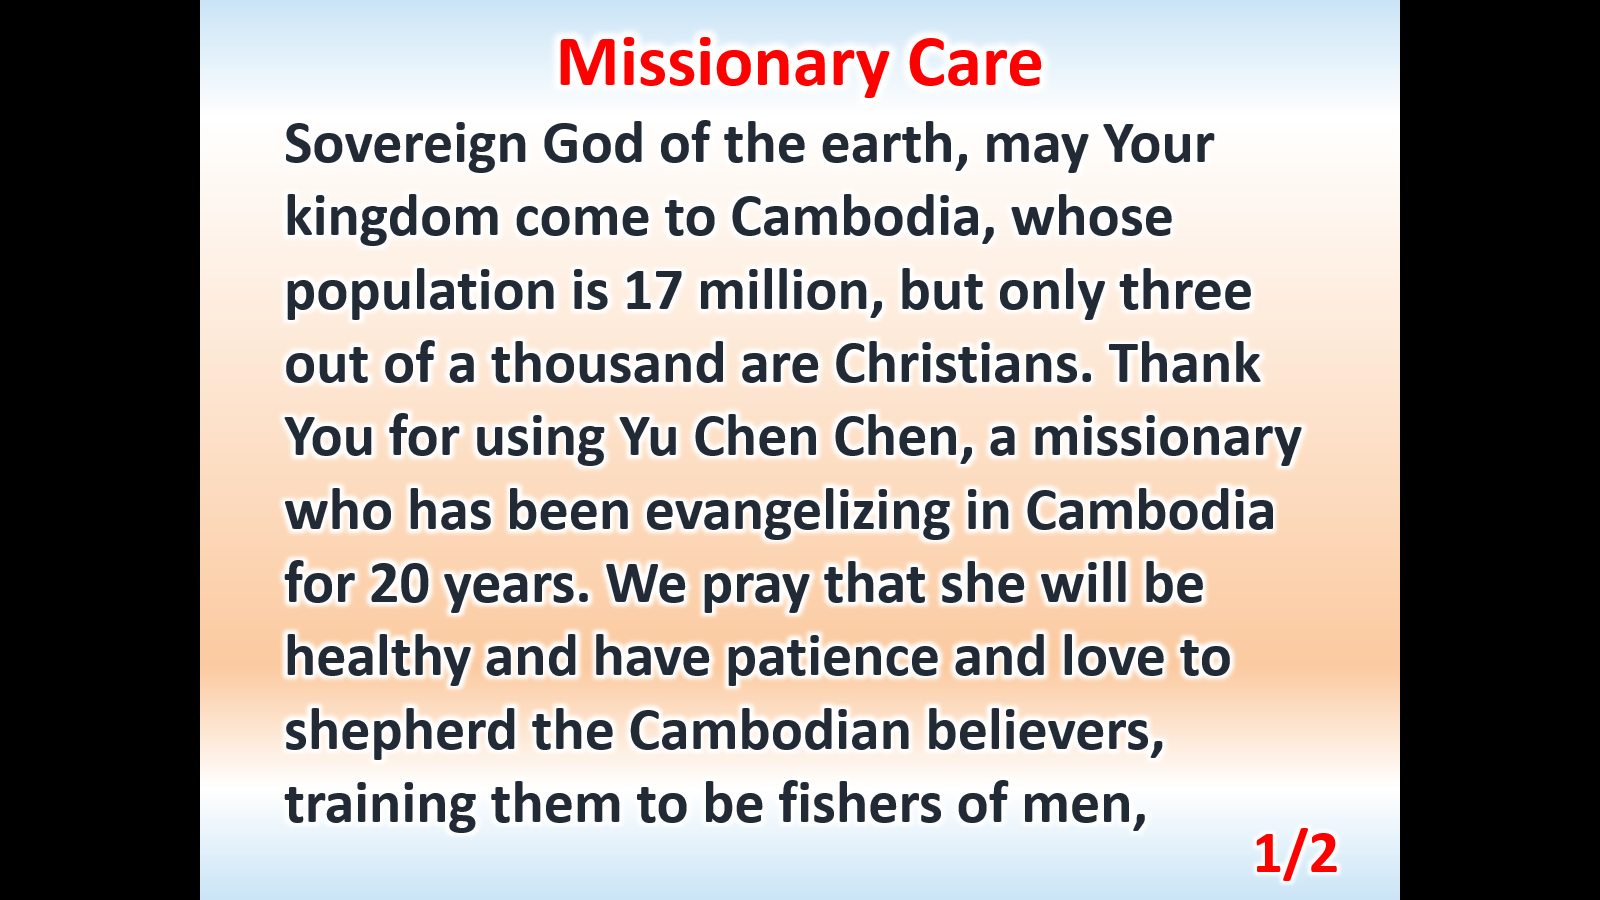 Missionary Care
Sovereign God of the earth, may Your
kingdom come to Cambodia, whose
population is 17 million, but only three
out of a thousand are Christians. Thank
You for using Yu Chen Chen, a missionary
who has been evangelizing in Cambodia
for 20 years. We pray that she will be
healthy and have patience and love to
shepherd the Cambodian believers,
training them to be fishers of men,
1/2